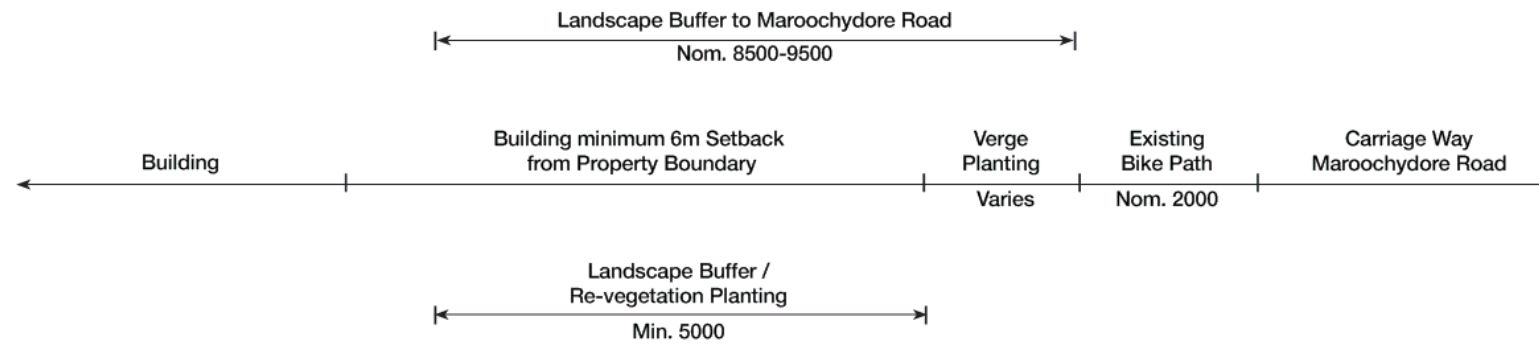 Landscape Buffer to Maroochydore Road
Nom. 8500-9500
Building
Building minimum 6m Setback
from Property Boundary
Verge
Planting
Varies
Existing
Bike Path
Nom. 2000
Carriage Way
Maroochydore Road
Landscape Buffer /
Re-vegetation Planting
Min. 5000